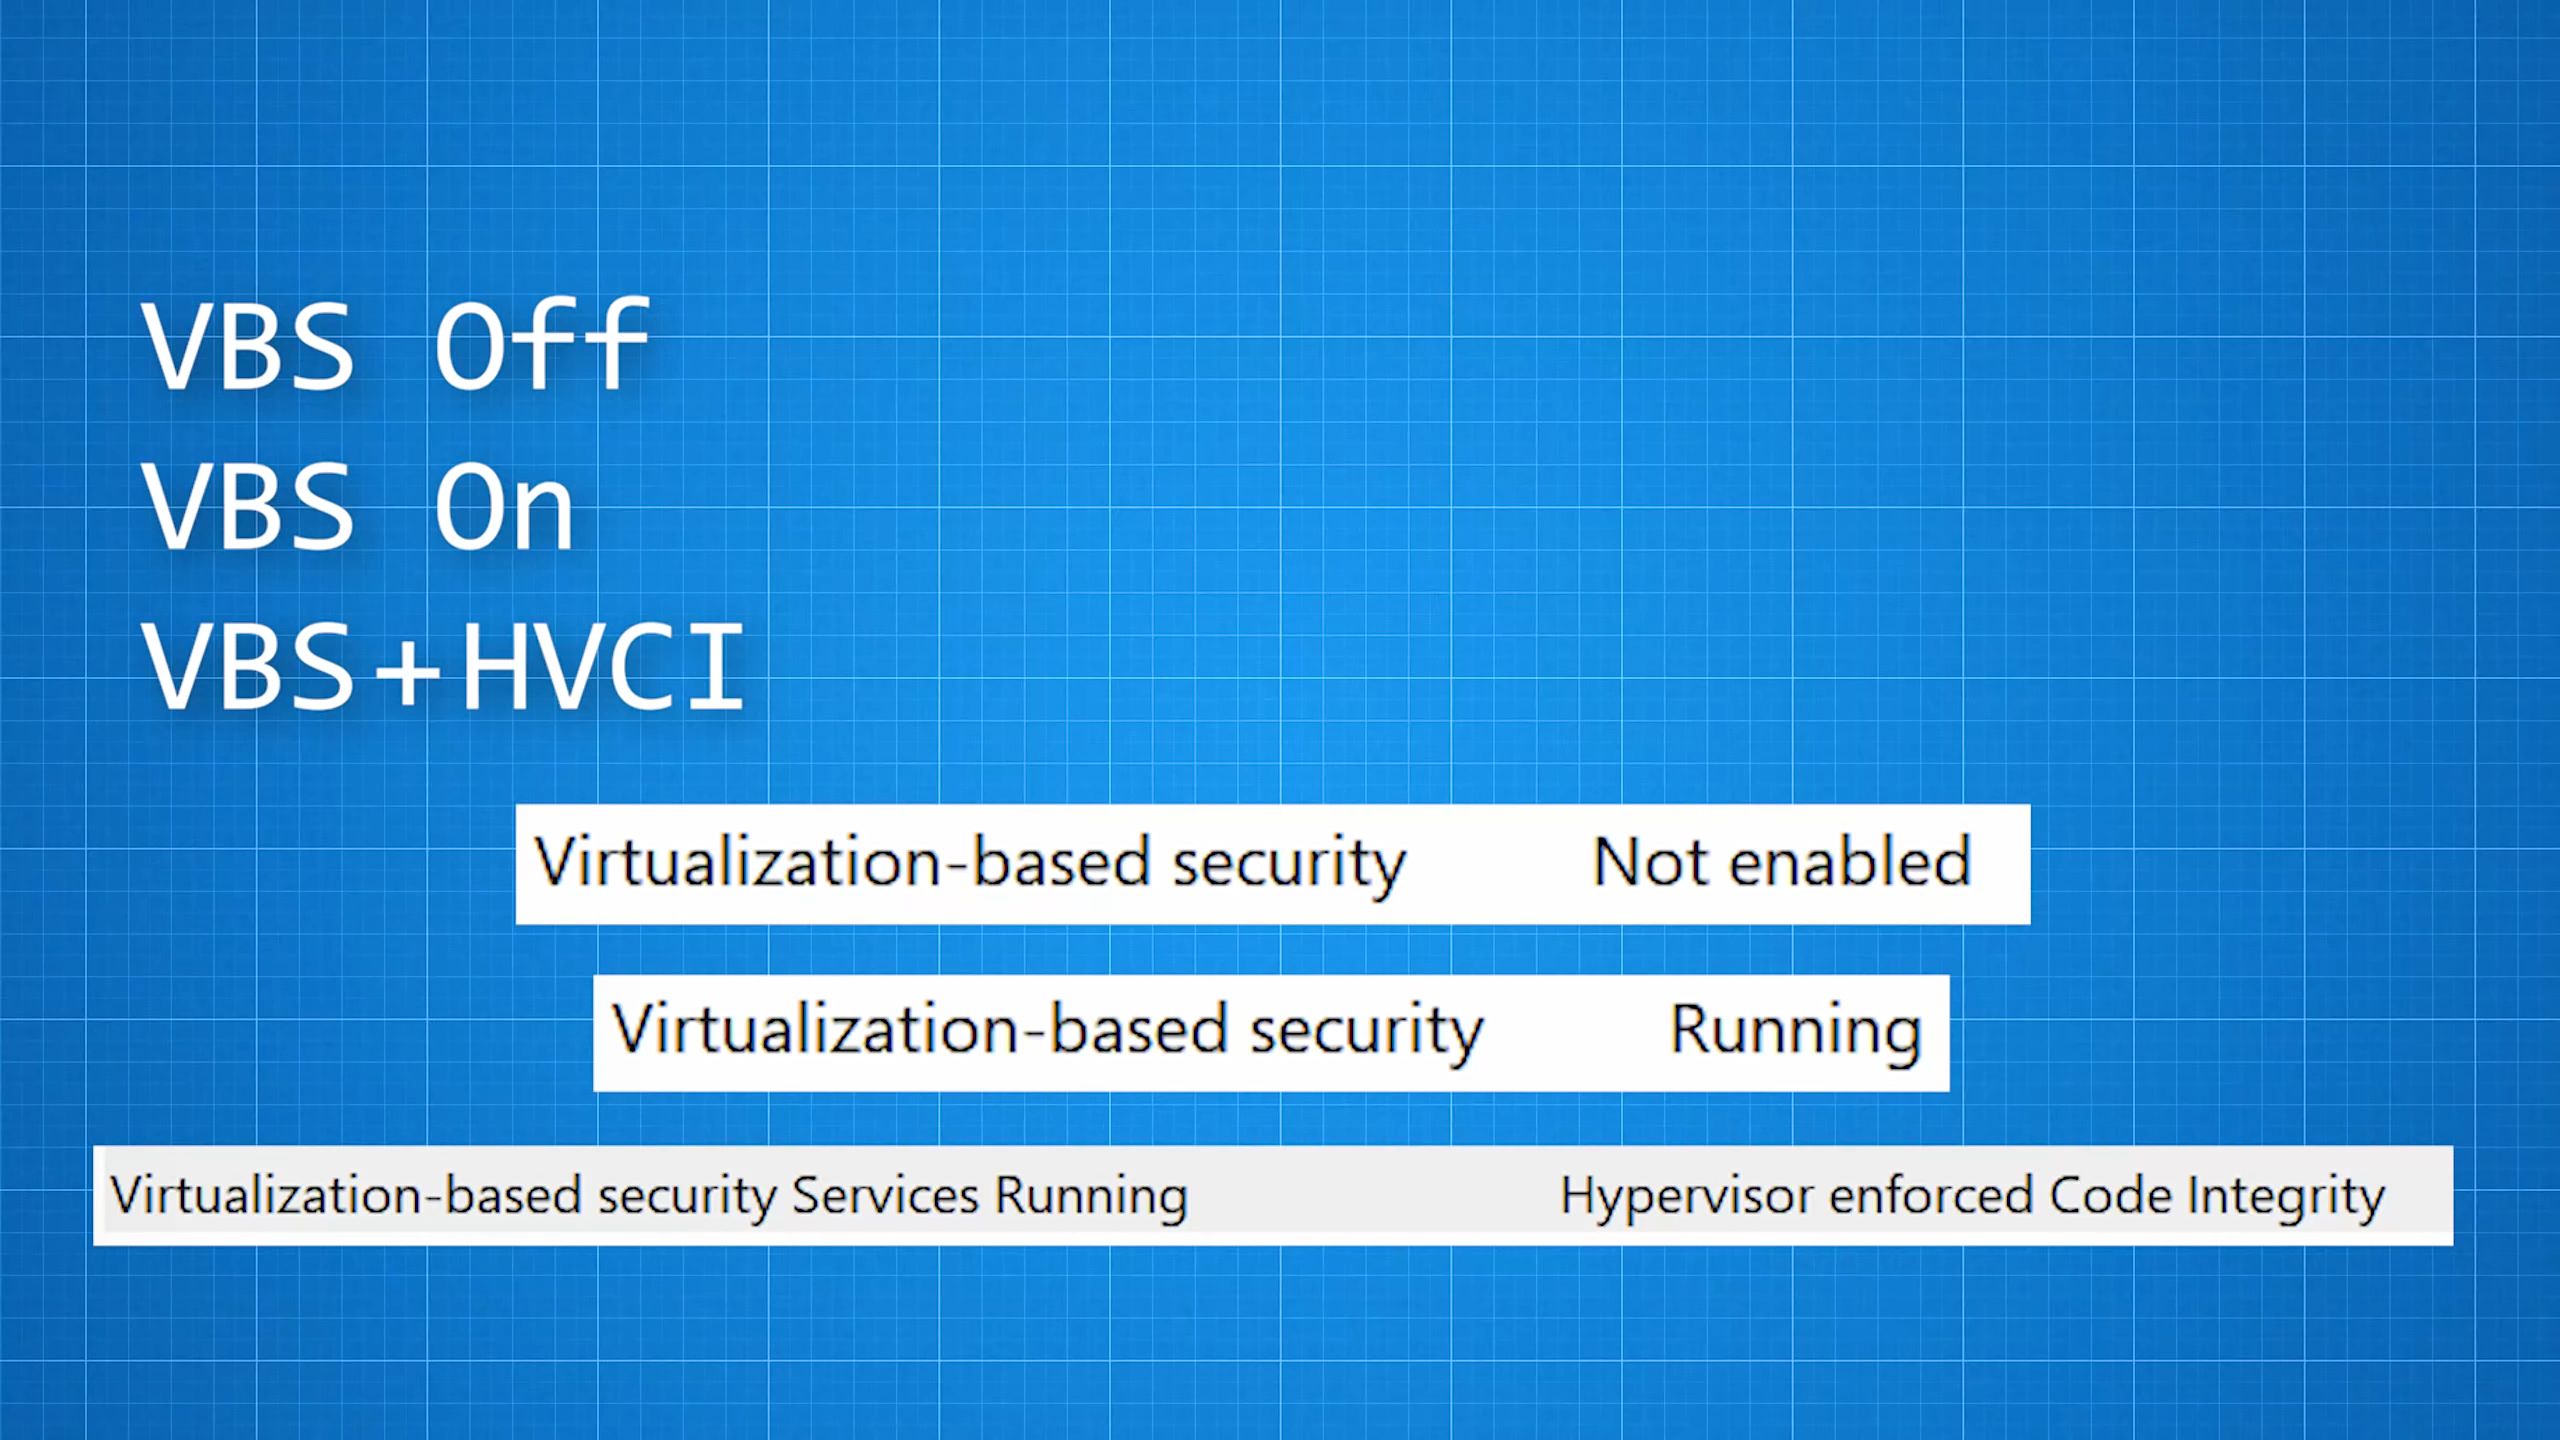 VBS Off
VBS On
VBS+HVCI
Virtualization-based security Not enabled
Virtualization-based security Running
Virtualization-based security Services Running Hypervisor enforced Code Integrity